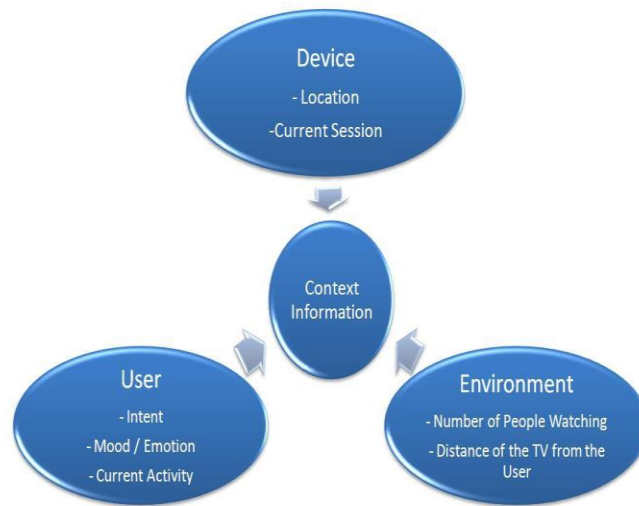 Device
- Location
-Current Session
Context
Information
User
- Intent
- Mood / Emotion
- Current Activity
Environment
- Number of People Watching
- Distance of the TV from the
User